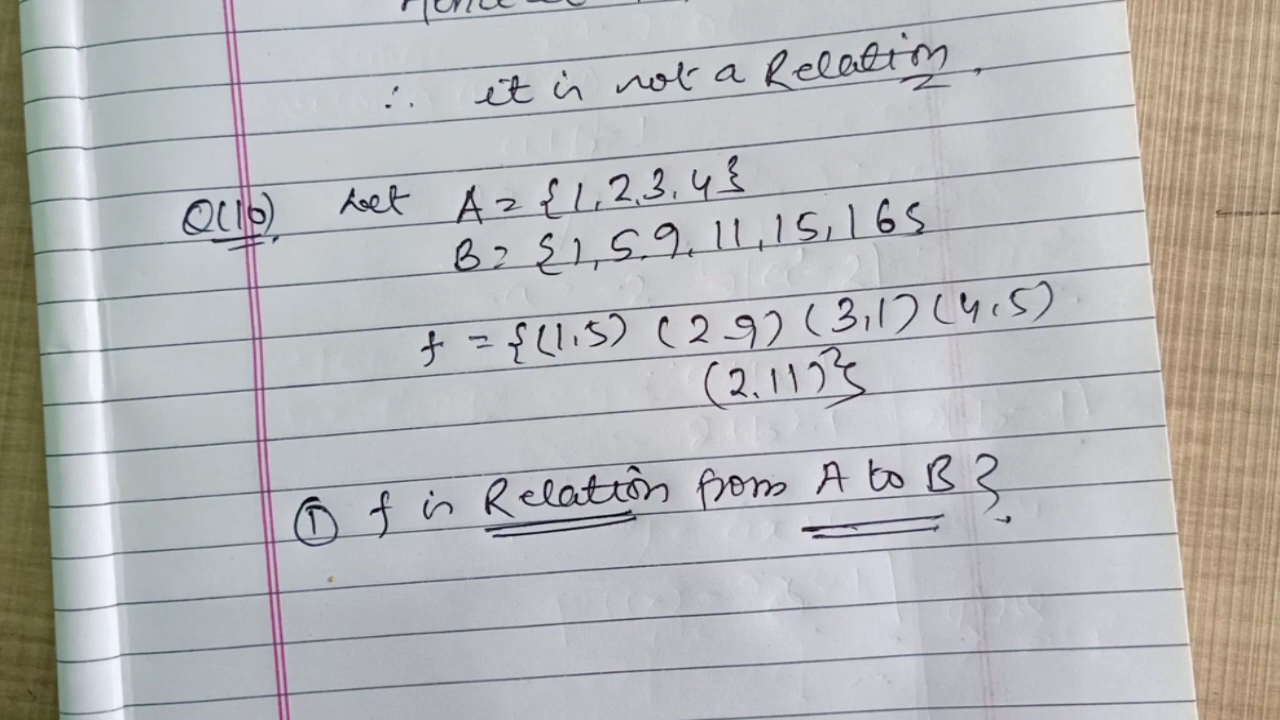 ∴ it is not a Relation.
Q(10). Let A = {1, 2, 3, 4}
B = {1, 5, 9, 11, 15, 16}
f = {(1,5) (2,9) (3,1) (4,5)
(2,11)}
① f is Relation from A to B ?